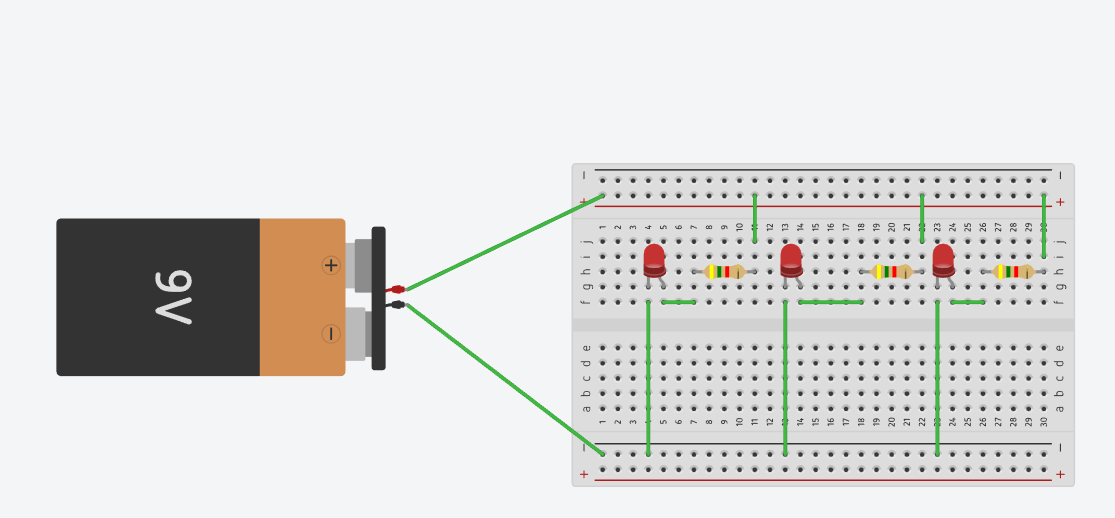 − −
+ +
1 2 3 4 5 6 7 8 9 10 11 12 13 14 15 16 17 18 19 20 21 22 23 24 25 26 27 28 29 30
j j
i i
h h
g g
f f
9V
+
−
e e
d d
c c
b b
a a
1 2 3 4 5 6 7 8 9 10 11 12 13 14 15 16 17 18 19 20 21 22 23 24 25 26 27 28 29 30
− −
+ +